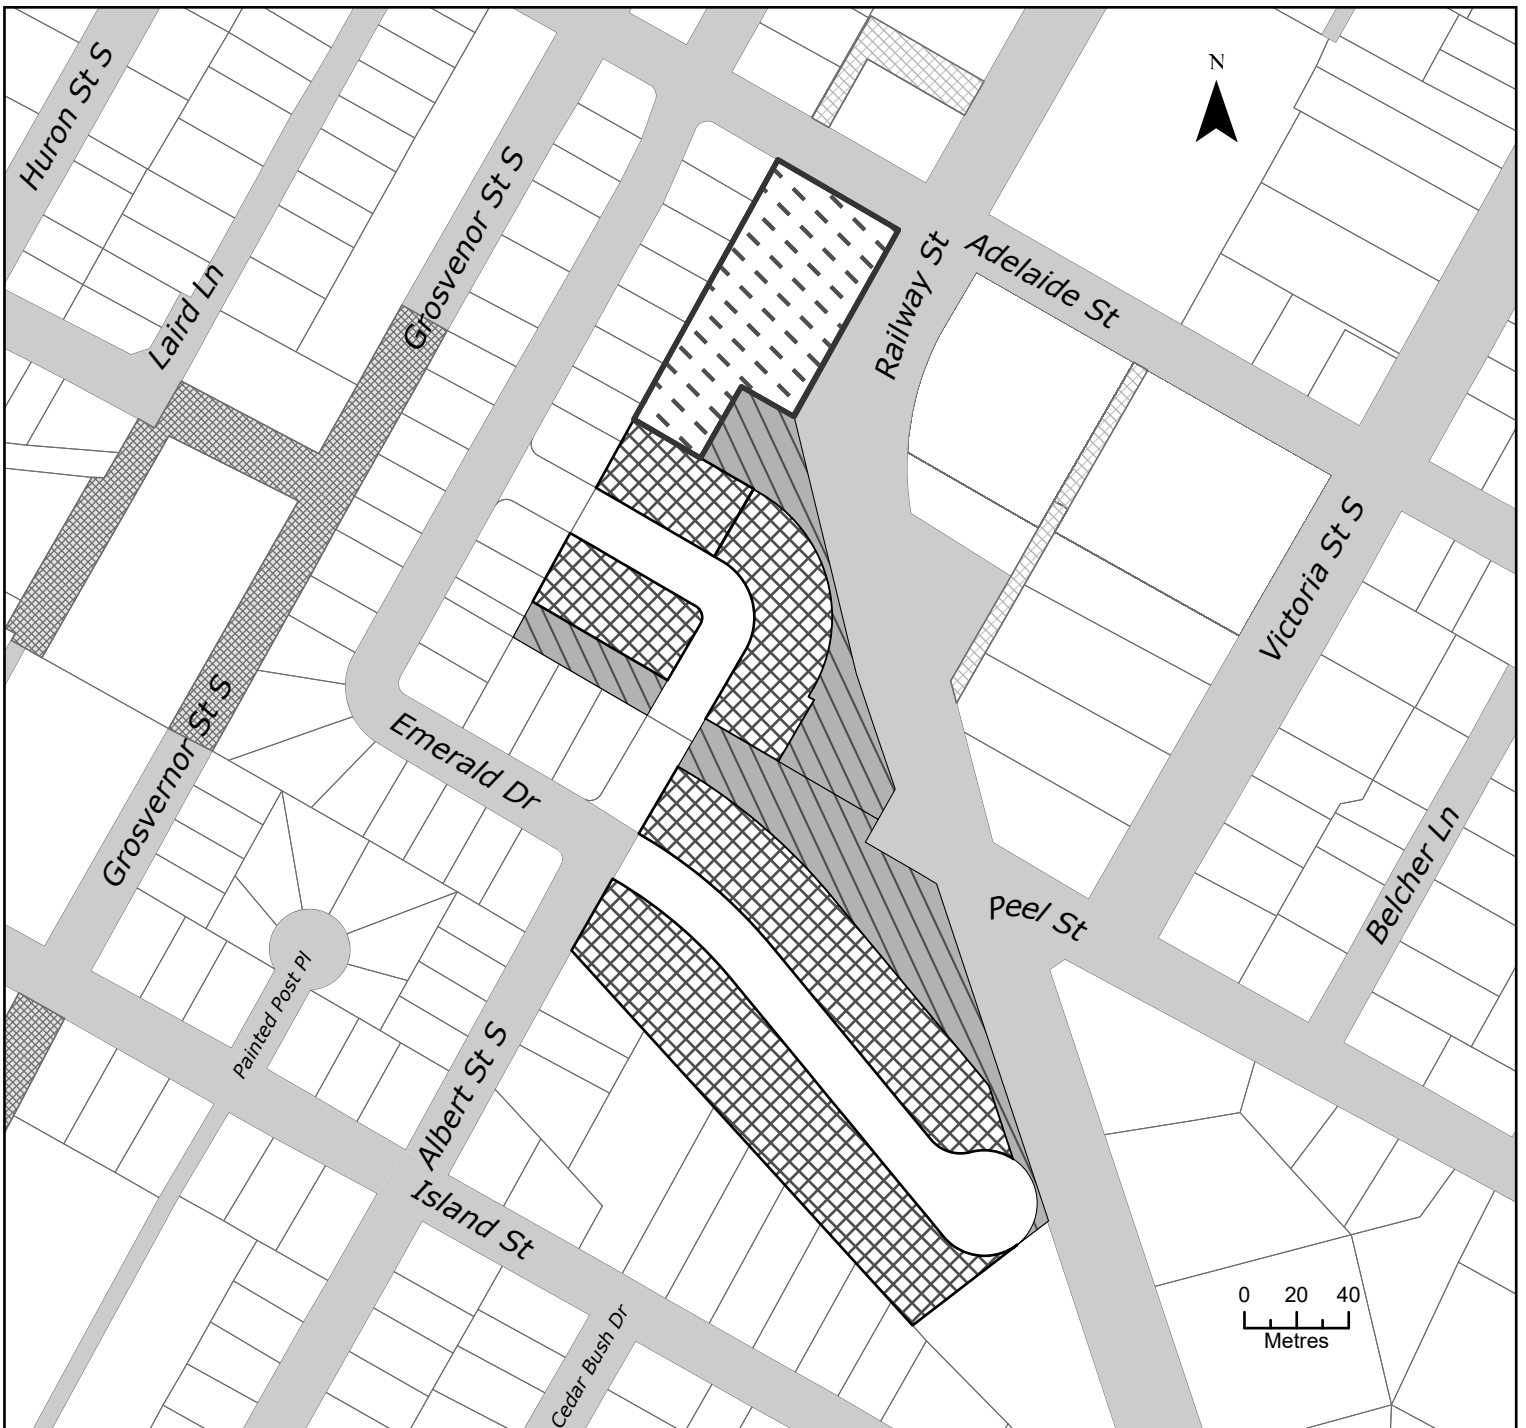 Huron St S
N
Grosvenor St S
Laird Ln
Railway St
Adelaide St
Victoria St S
Grosvernor St S
Emerald Dr
Belcher Ln
Peel St
Painted Post Pl
Albert St S
Island St
0 20 40
Metres
Cedar Bush Dr